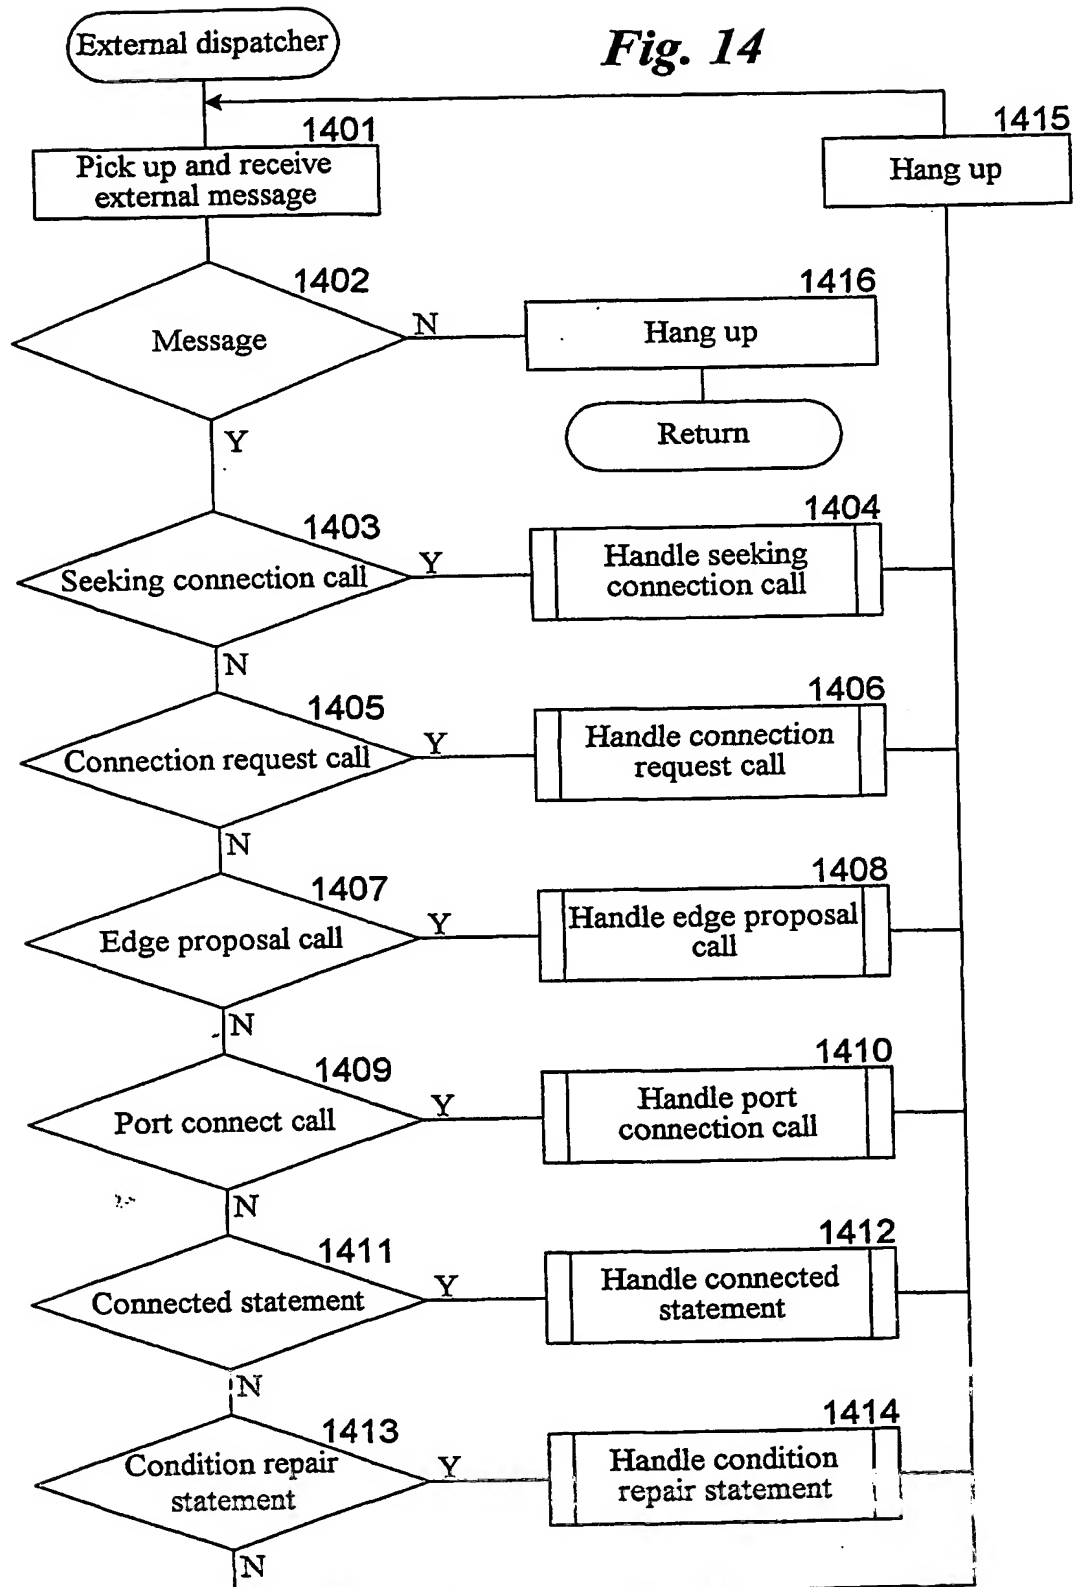 External dispatcher
Fig. 14
1401
Pick up and receive
external message
1415
Hang up
1402
Message
N
1416
Hang up
Return
Y
1403
Seeking connection call
Y
1404
Handle seeking
connection call
N
1405
Connection request call
Y
1406
Handle connection
request call
N
1407
Edge proposal call
Y
1408
Handle edge proposal
call
N
1409
Port connect call
Y
1410
Handle port
connection call
N
1411
Connected statement
Y
1412
Handle connected
statement
N
1413
Condition repair
statement
Y
1414
Handle condition
repair statement
N